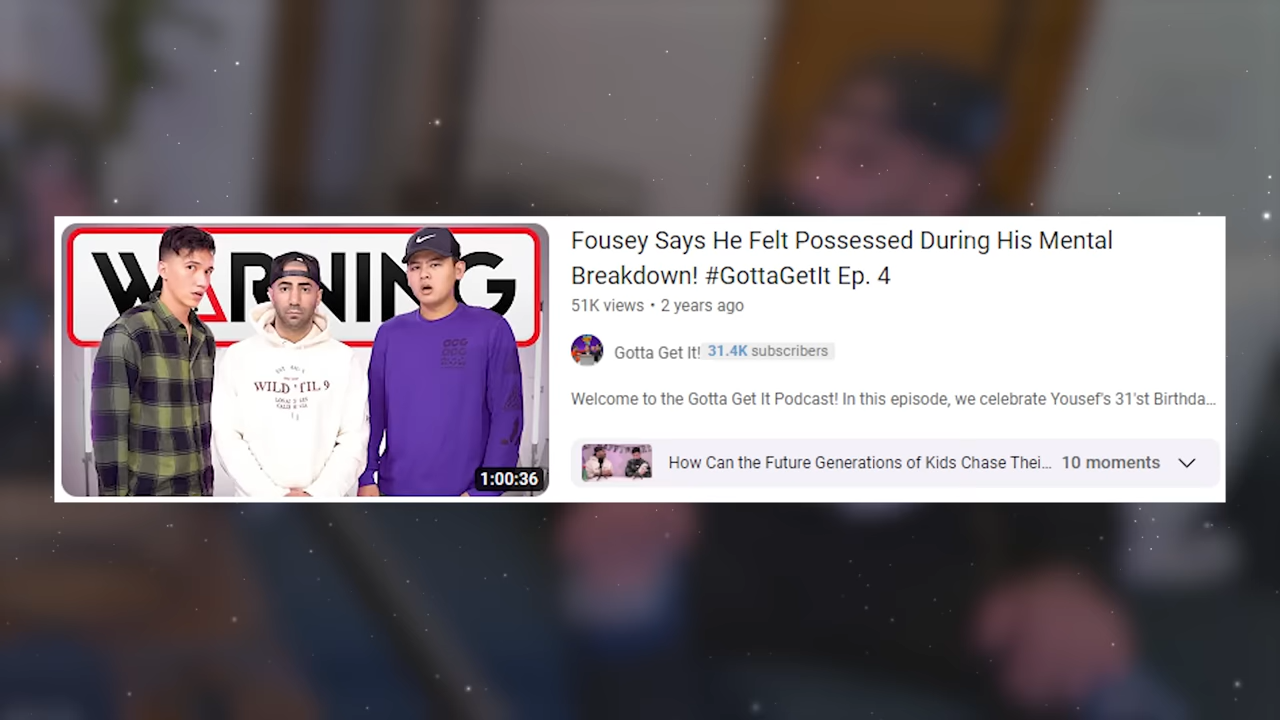 WARNING
WILD 'TIL 9
1:00:36
Fousey Says He Felt Possessed During His Mental
Breakdown! #GottaGetIt Ep. 4
51K views • 2 years ago
Gotta Get It! 31.4K subscribers
Welcome to the Gotta Get It Podcast! In this episode, we celebrate Yousef's 31'st Birthda...
How Can the Future Generations of Kids Chase Thei... 10 moments